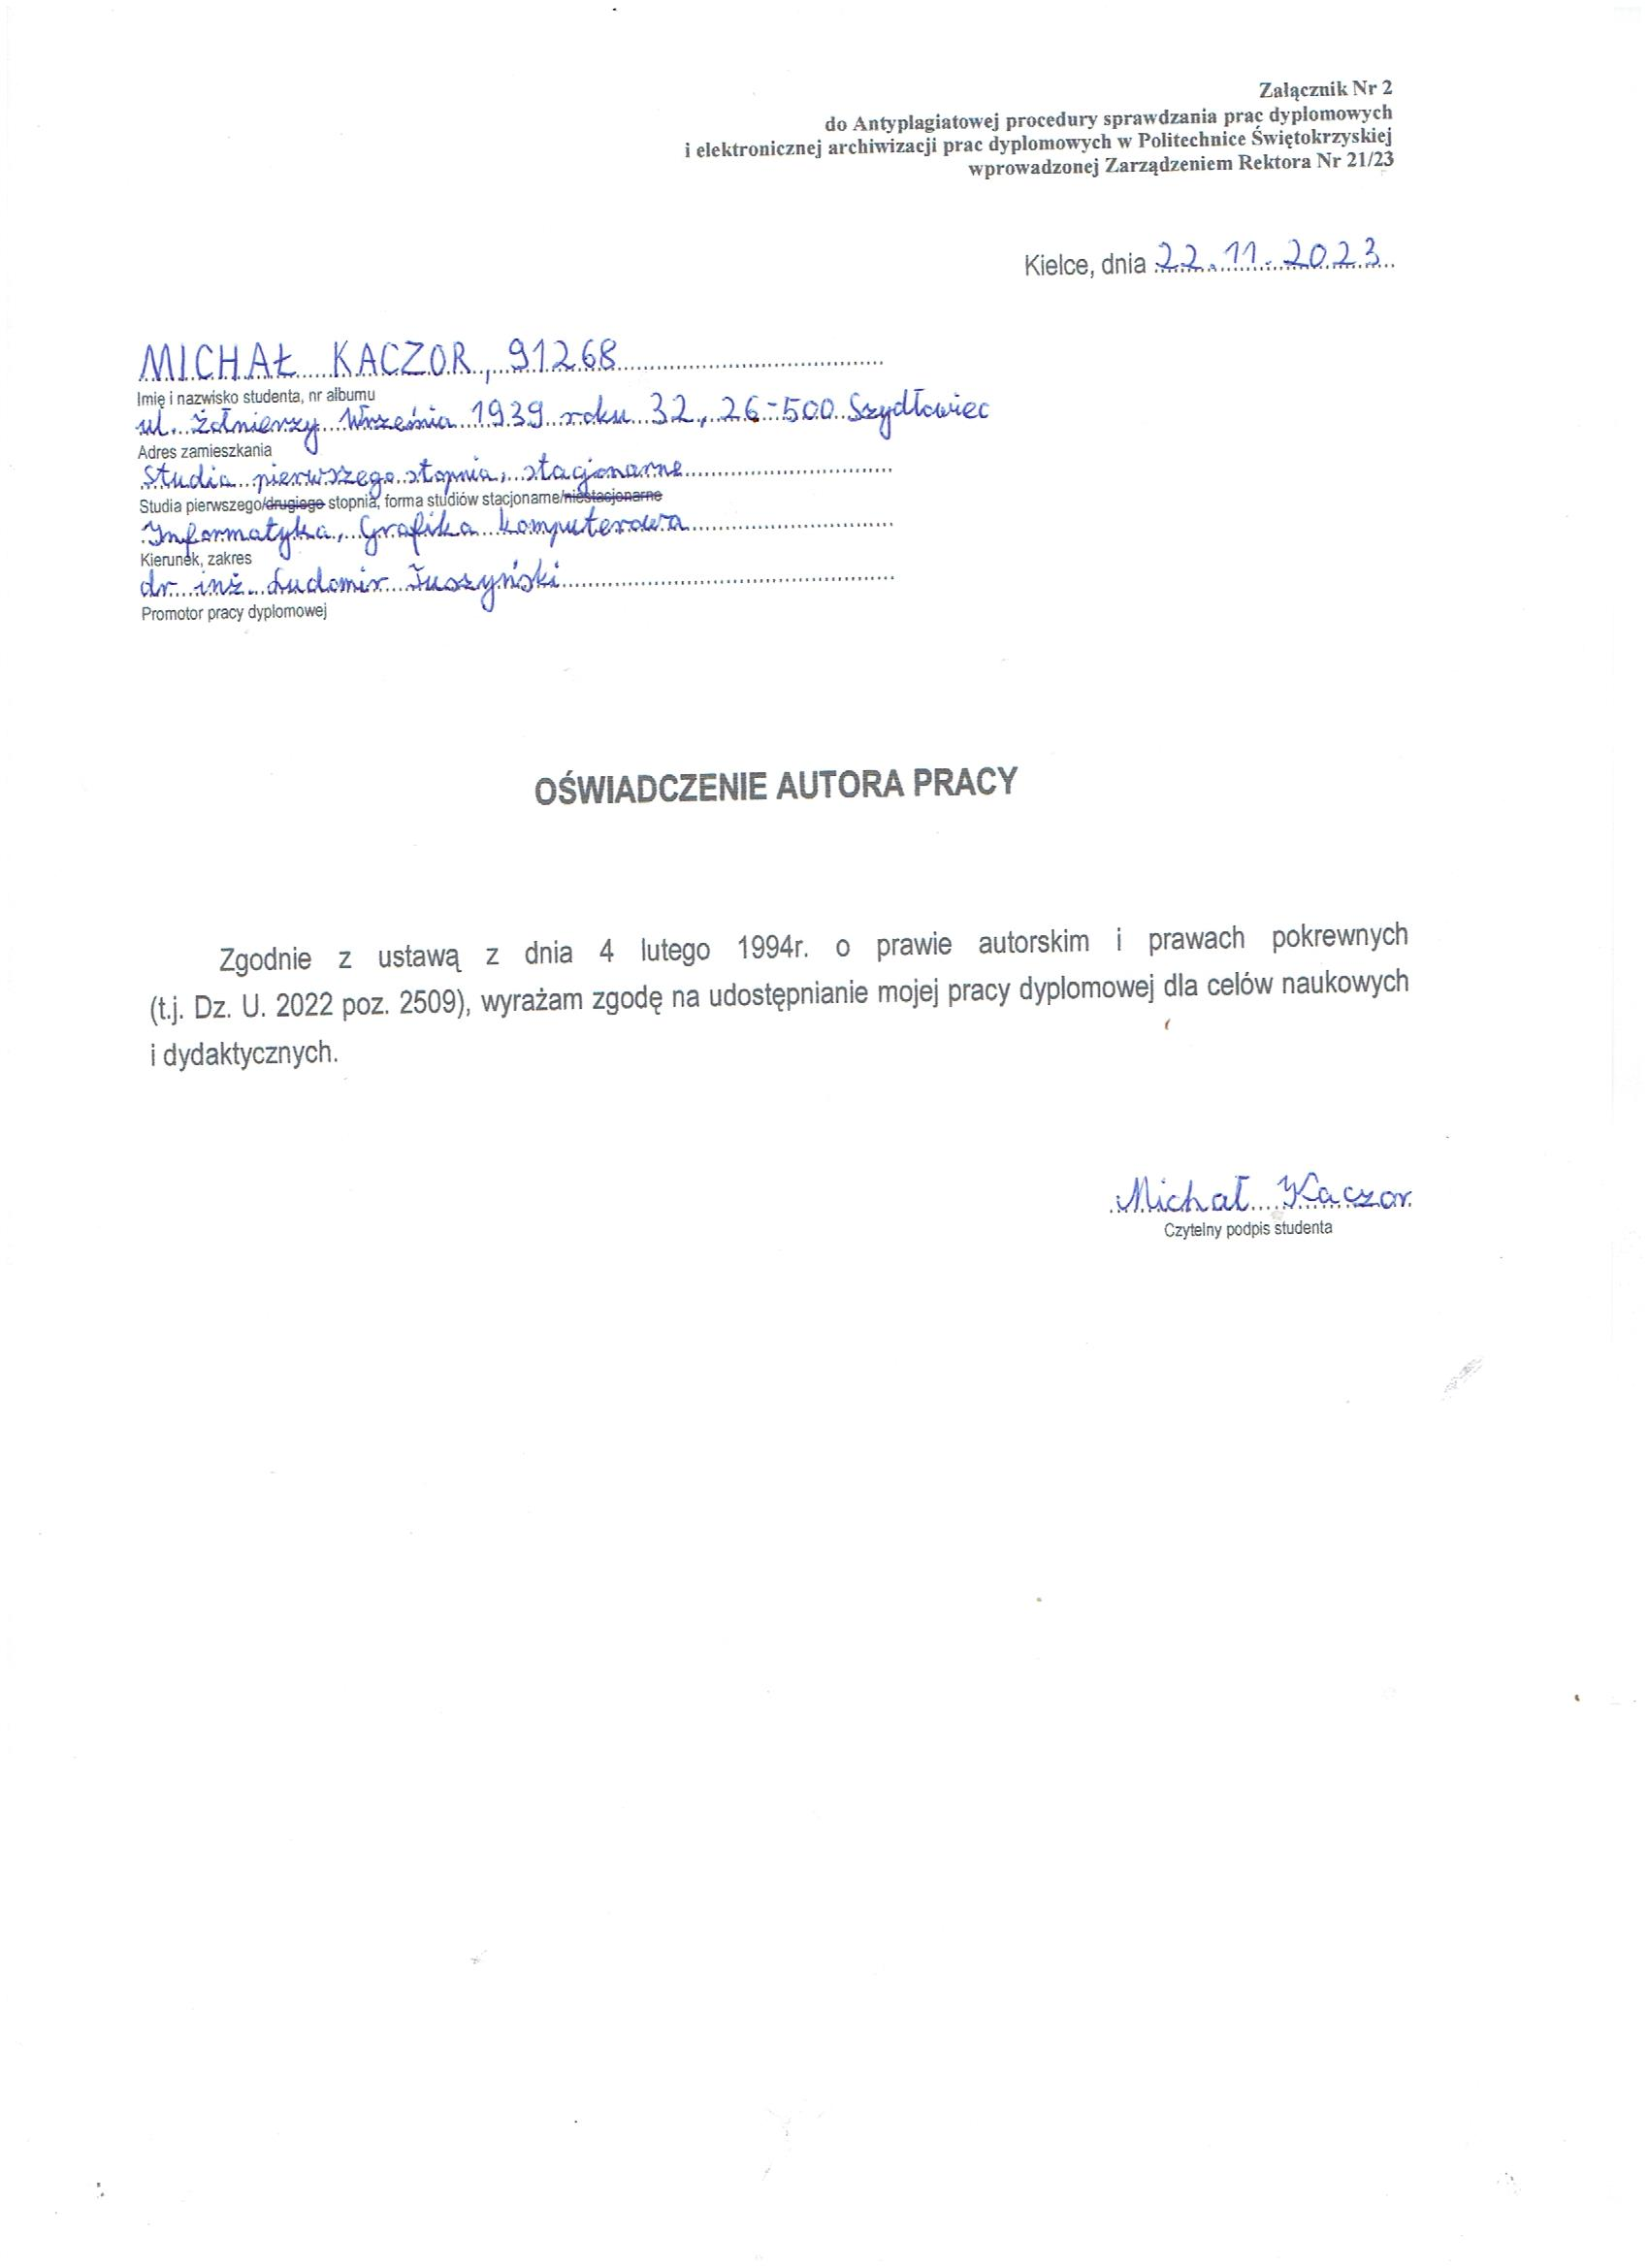 Załącznik Nr 2
do Antyplagiatowej procedury sprawdzania prac dyplomowych
i elektronicznej archiwizacji prac dyplomowych w Politechnice Świętokrzyskiej
wprowadzonej Zarządzeniem Rektora Nr 21/23
Kielce, dnia 22.11.2023
MICHAŁ KACZOR, 91268
Imię i nazwisko studenta, nr albumu
ul. Żołnierzy Września 1939 roku 32, 26-500 Szydłowiec
Adres zamieszkania
Studia pierwszego stopnia, stacjonarne
Studia pierwszego/drugiego stopnia, forma studiów stacjonarne/niestacjonarne
Informatyka, Grafika komputerowa
Kierunek, zakres
dr inż. Ludomir Tuszyński
Promotor pracy dyplomowej
OŚWIADCZENIE AUTORA PRACY
Zgodnie z ustawą z dnia 4 lutego 1994r. o prawie autorskim i prawach pokrewnych
(t.j. Dz. U. 2022 poz. 2509), wyrażam zgodę na udostępnianie mojej pracy dyplomowej dla celów naukowych
i dydaktycznych.
Michał Kaczor
Czytelny podpis studenta